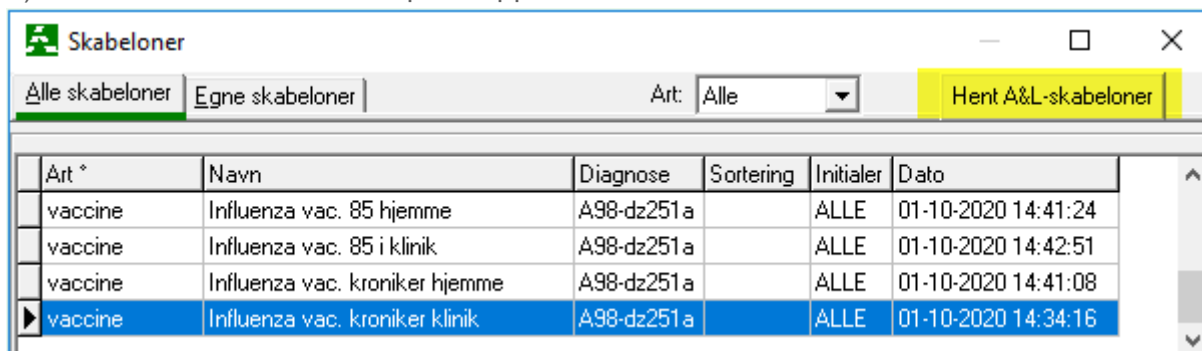 Skabeloner
Alle skabeloner Egne skabeloner Art: Alle Hent A&L-skabeloner
Art ° Navn Diagnose Sortering Initialer Dato
vaccine Influenza vac. 85 hjemme A98-dz251a ALLE 01-10-2020 14:41:24
vaccine Influenza vac. 85 i klinik A98-dz251a ALLE 01-10-2020 14:42:51
vaccine Influenza vac. kroniker hjemme A98-dz251a ALLE 01-10-2020 14:41:08
vaccine Influenza vac. kroniker klinik A98-dz251a ALLE 01-10-2020 14:34:16